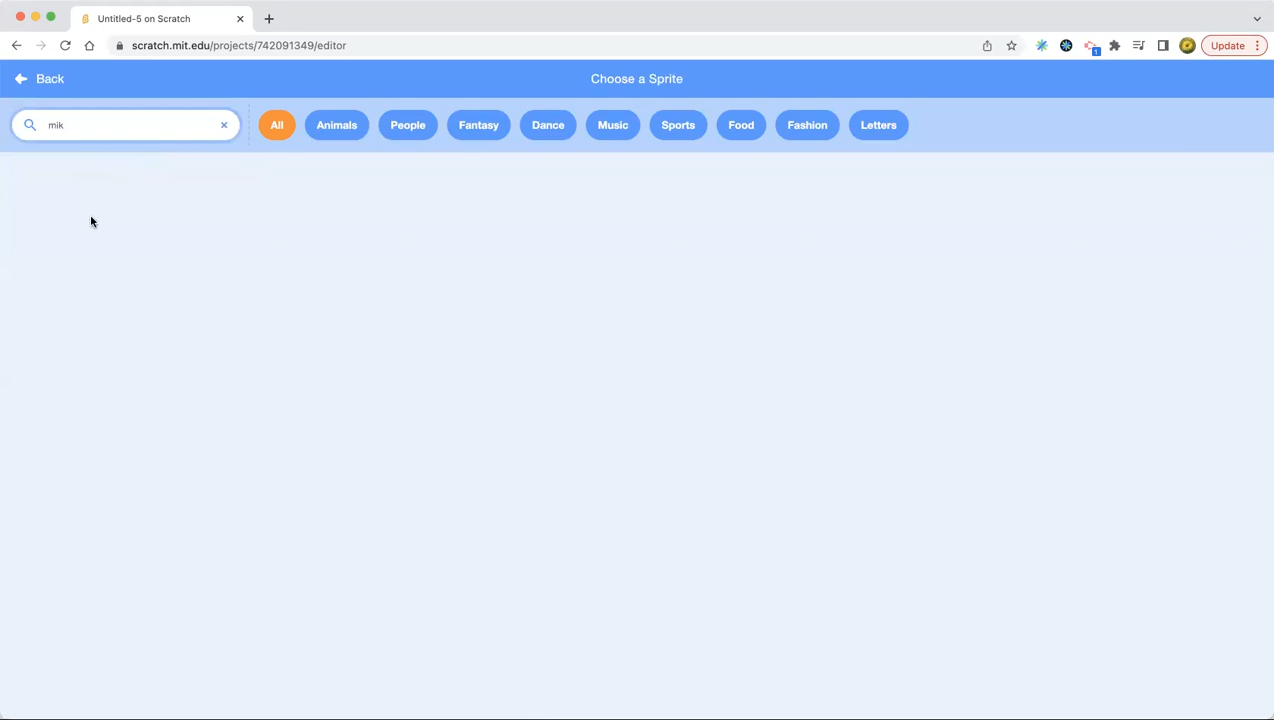 Untitled-5 on Scratch
scratch.mit.edu/projects/742091349/editor
1
Update
Back
Choose a Sprite
mik
All
Animals
People
Fantasy
Dance
Music
Sports
Food
Fashion
Letters